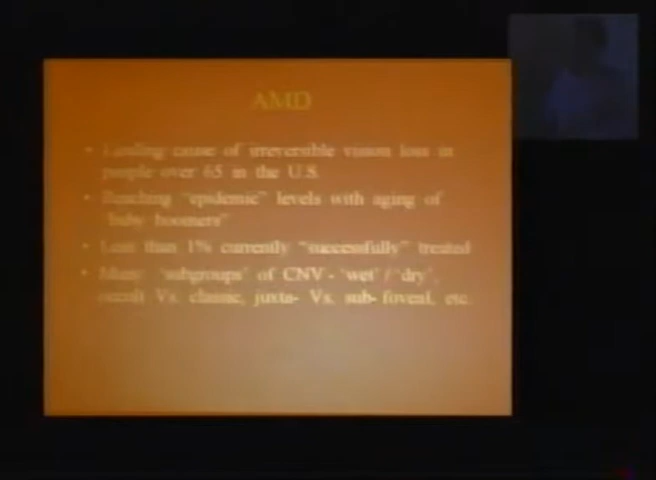 AMD
• Leading cause of irreversible vision loss in
people over 65 in the U.S.
• Reaching "epidemic" levels with aging of
"baby boomers"
• Less than 1% currently "successfully" treated
• Many 'subgroups' of CNV - 'wet' / 'dry',
occult Vs. classic, juxta- Vs. sub- foveal, etc.